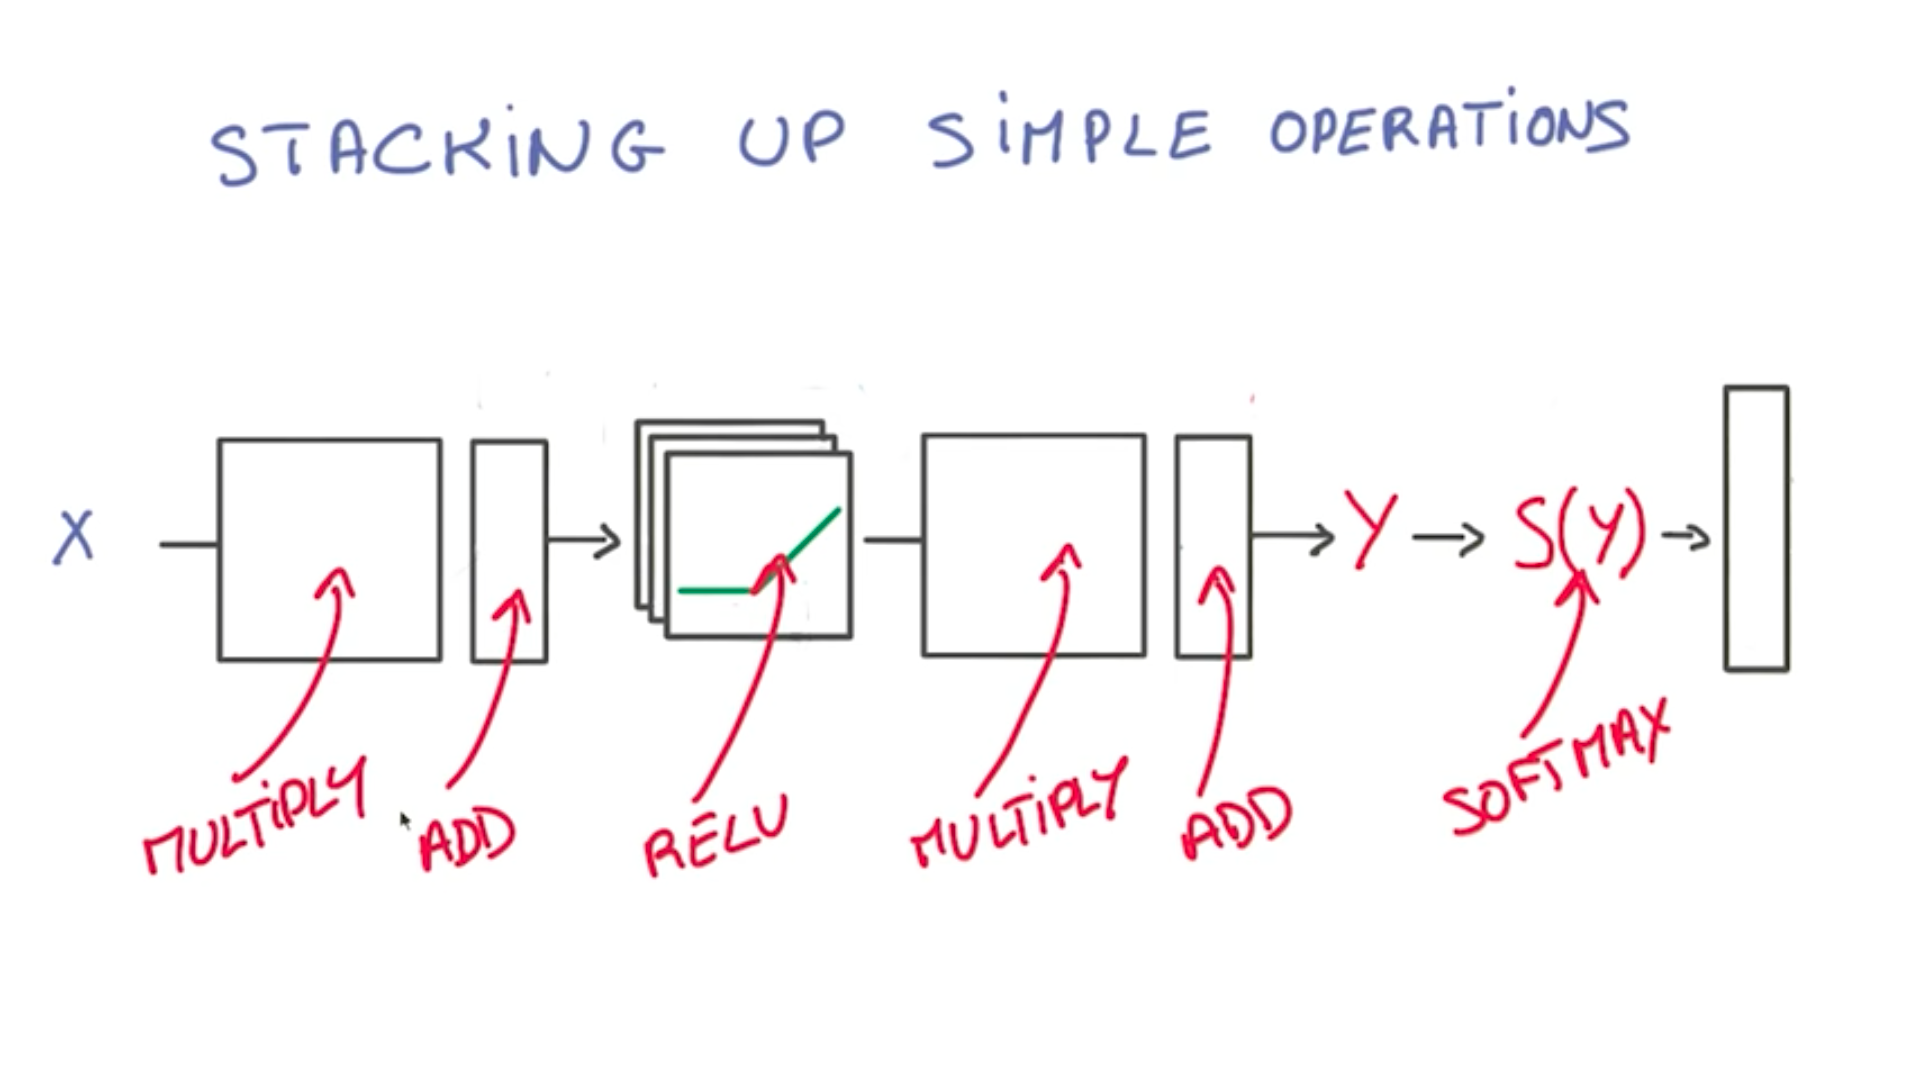 STACKiNG UP SiMPLE OPERATiONS
X
Y
S(Y)
MULTiPLY
ADD
RELU
MULTiPLY
ADD
SOFTMAX